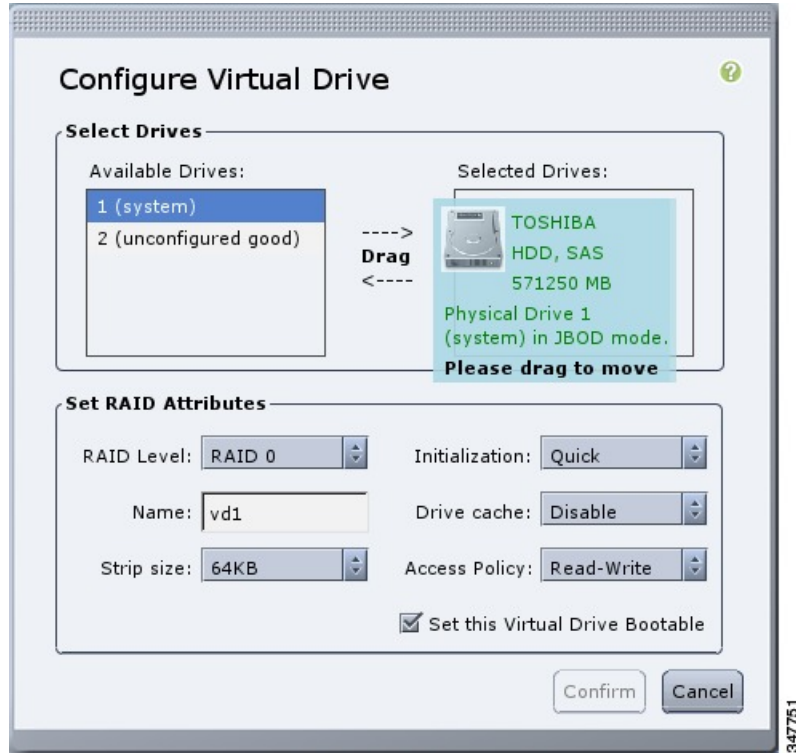 Configure Virtual Drive
?
Select Drives
Available Drives:
1 (system)
2 (unconfigured good)
---->
Drag
<----
Selected Drives:
TOSHIBA
HDD, SAS
571250 MB
Physical Drive 1
(system) in JBOD mode.
Please drag to move
Set RAID Attributes
RAID Level: RAID 0
Initialization: Quick
Name: vd1
Drive cache: Disable
Strip size: 64KB
Access Policy: Read-Write
Set this Virtual Drive Bootable
Confirm
Cancel
347751